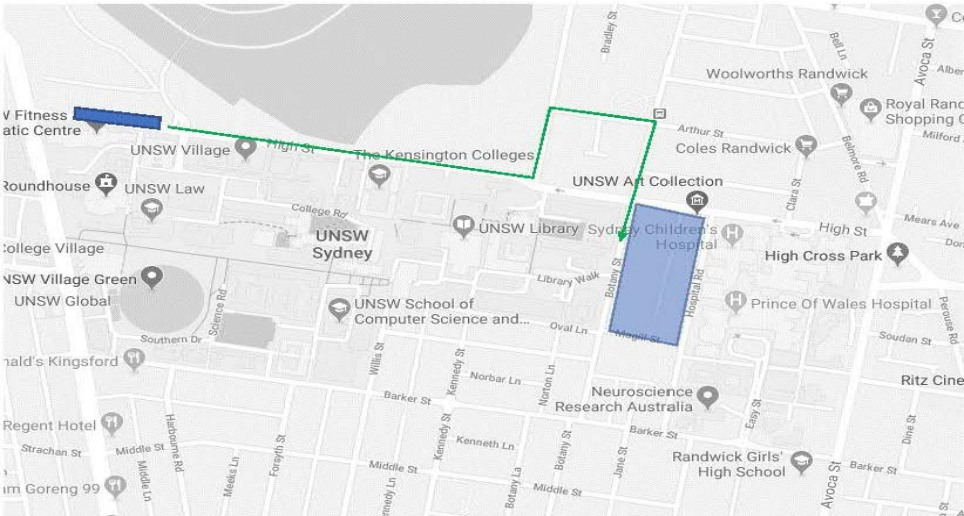 Bradley St
Bell Ln
Avoca St
Woolworths Randwick
Royal Rand
Shopping C
W Fitness
atic Centre
Arthur St
Milford
UNSW Village
High St
The Kensington Colleges
Coles Randwick
Belmore Rd
Roundhouse
UNSW Law
UNSW Art Collection
Clara St
College Rd
Mears Ave
UNSW
Sydney
UNSW Library
Sydney Children's
Hospital
High St
College Village
High Cross Park
NSW Village Green
UNSW Global
Library Walk
Botany St
Hospital Rd
Science Rd
UNSW School of
Computer Science and...
Prince Of Wales Hospital
Perouse Rd
Southern Dr
Oval Ln
Magill St
Soudan St
nald's Kingsford
Willis St
Kennedy St
Norbar Ln
Norton Ln
Neuroscience
Research Australia
Ritz Cine
Barker St
Easy St
Regent Hotel
Harbourne Rd
Barker St
Dine St
Strachan St
Middle St
Forsyth St
Kennedy St
Kenneth Ln
Botany St
Jane St
Randwick Girls'
High School
Barker St
Middle Ln
Meeks Ln
Middle St
Botany La
Middle St
Avoca St
am Goreng 99
nnedy Ln